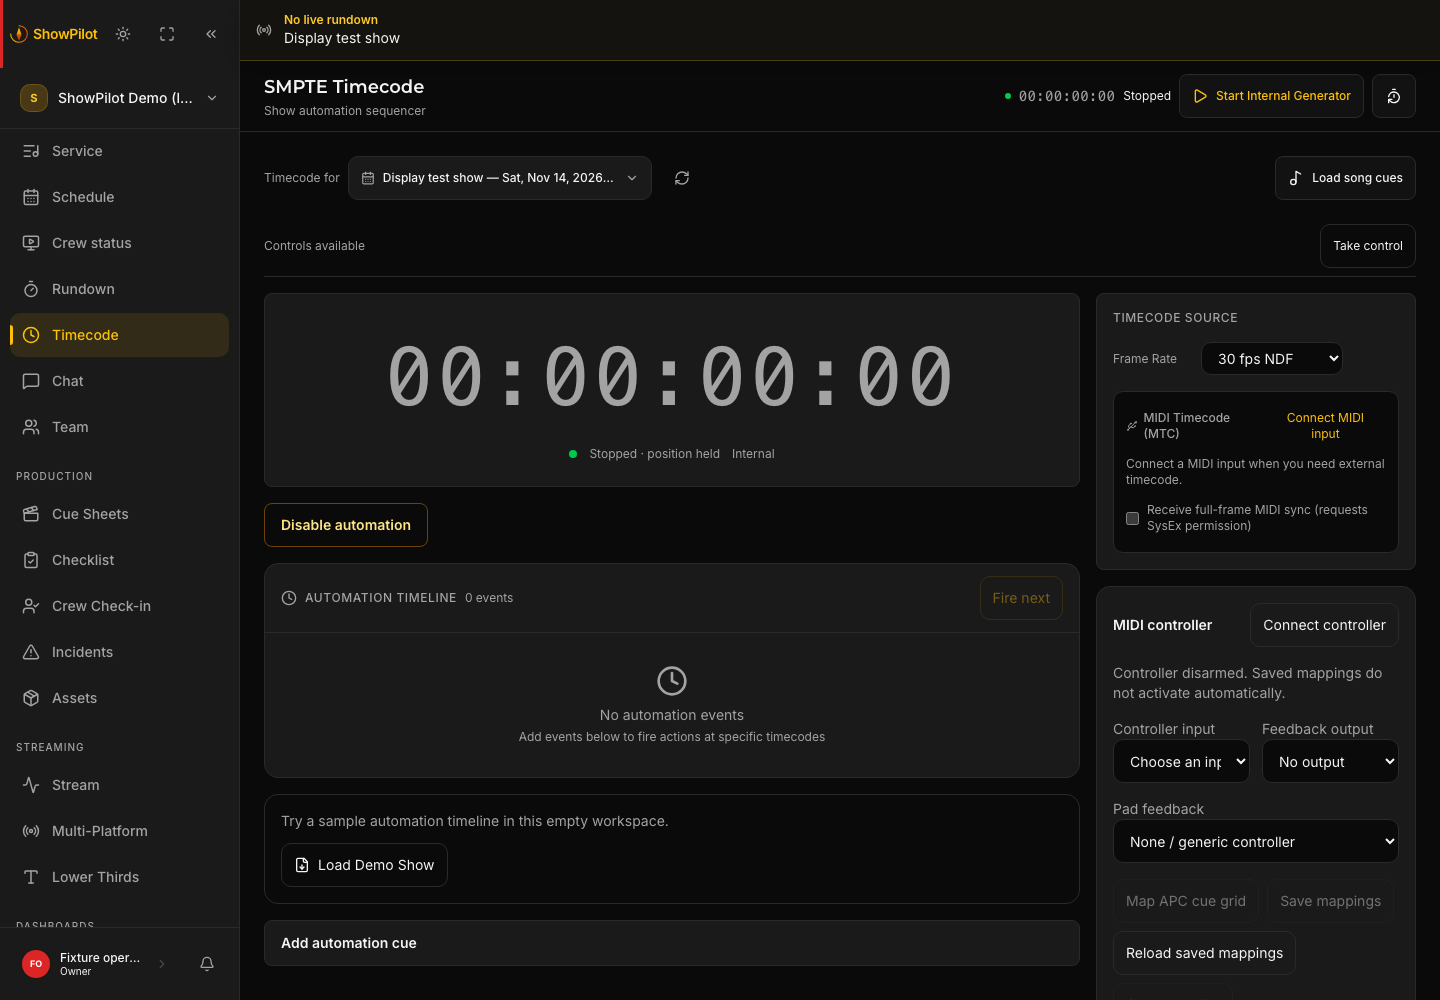 ShowPilot
S
ShowPilot Demo (I...
Service
Schedule
Crew status
Rundown
Timecode
Chat
Team
PRODUCTION
Cue Sheets
Checklist
Crew Check-in
Incidents
Assets
STREAMING
Stream
Multi-Platform
Lower Thirds
DASHBOARDS
FO
Fixture oper...
Owner
No live rundown
Display test show
SMPTE Timecode
Show automation sequencer
00:00:00:00 Stopped
Start Internal Generator
Timecode for
Display test show — Sat, Nov 14, 2026...
Load song cues
Controls available
Take control
00:00:00:00
Stopped · position held Internal
Disable automation
AUTOMATION TIMELINE 0 events
Fire next
No automation events
Add events below to fire actions at specific timecodes
Try a sample automation timeline in this empty workspace.
Load Demo Show
Add automation cue
TIMECODE SOURCE
Frame Rate
30 fps NDF
MIDI Timecode
(MTC)
Connect MIDI
input
Connect a MIDI input when you need external
timecode.
Receive full-frame MIDI sync (requests
SysEx permission)
MIDI controller
Connect controller
Controller disarmed. Saved mappings do
not activate automatically.
Controller input
Feedback output
Choose an inp
No output
Pad feedback
None / generic controller
Map APC cue grid
Save mappings
Reload saved mappings